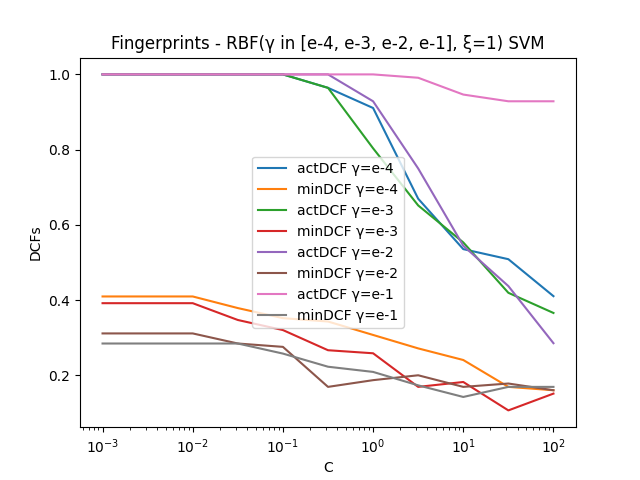 Fingerprints - RBF(γ in [e-4, e-3, e-2, e-1], ξ=1) SVM
DCFs
1.0
0.8
0.6
0.4
0.2
actDCF γ=e-4
minDCF γ=e-4
actDCF γ=e-3
minDCF γ=e-3
actDCF γ=e-2
minDCF γ=e-2
actDCF γ=e-1
minDCF γ=e-1
10⁻³ 10⁻² 10⁻¹ 10⁰ 10¹ 10²
C